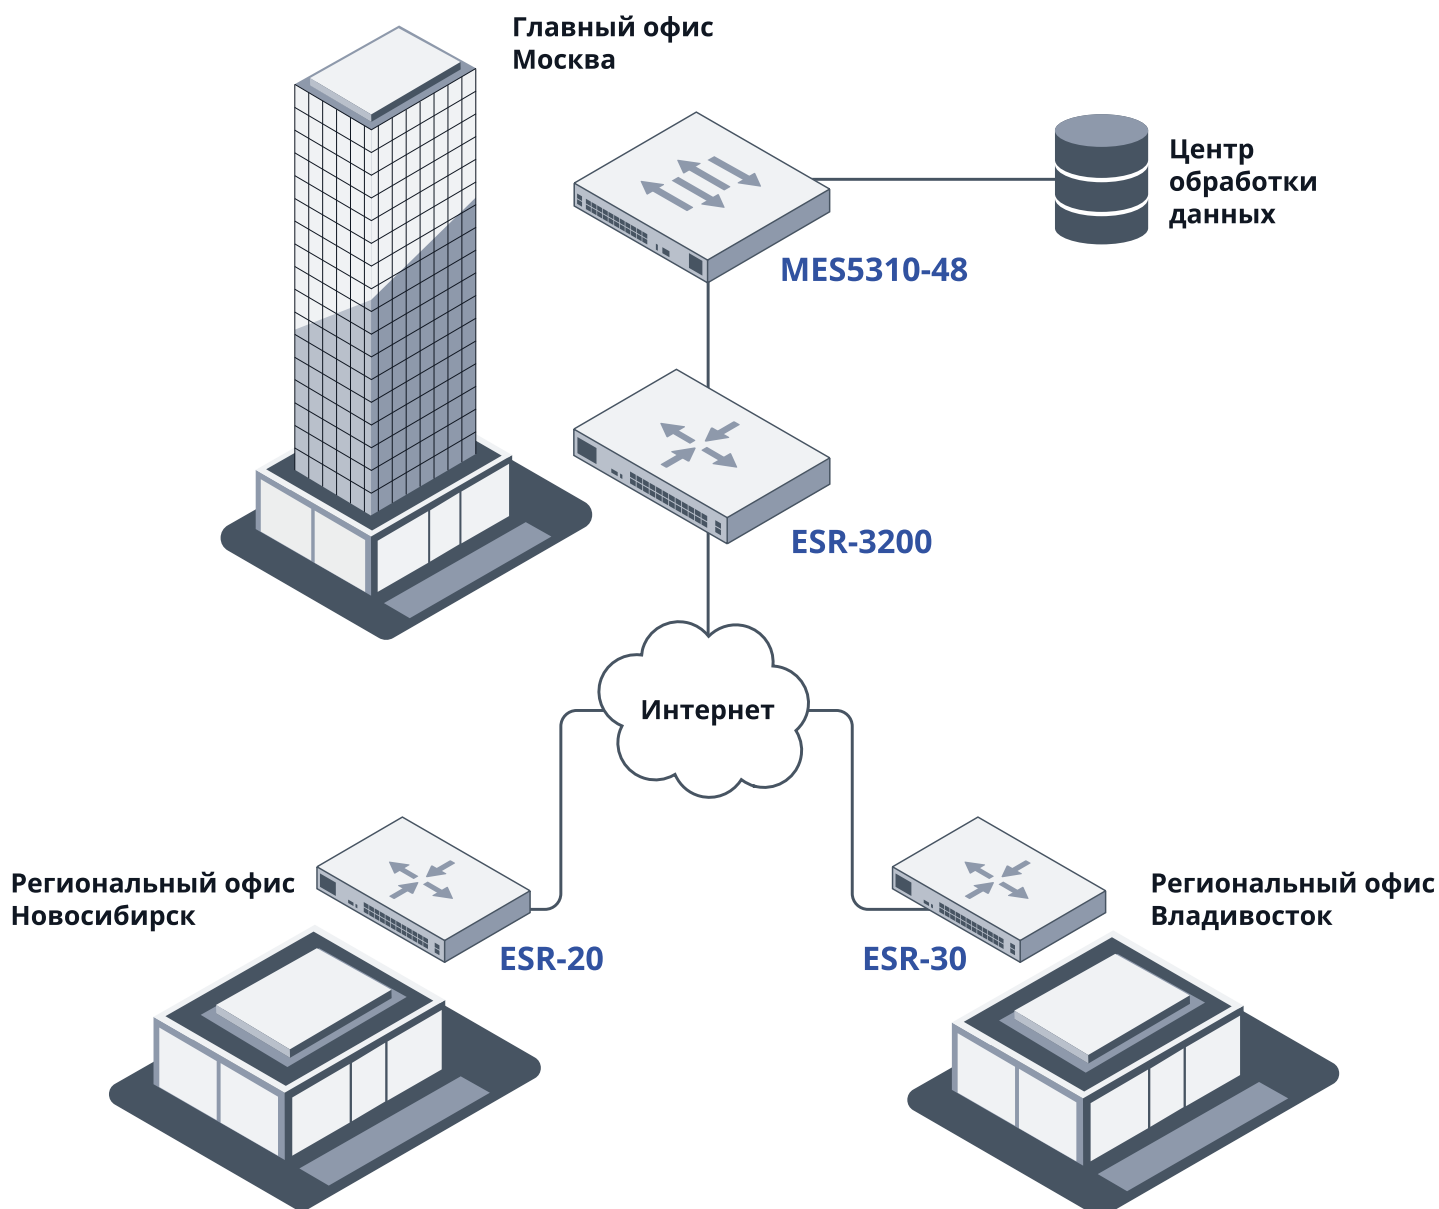 Главный офис
Москва
Центр
обработки
данных
MES5310-48
ESR-3200
Интернет
Региональный офис
Новосибирск
ESR-20
ESR-30
Региональный офис
Владивосток